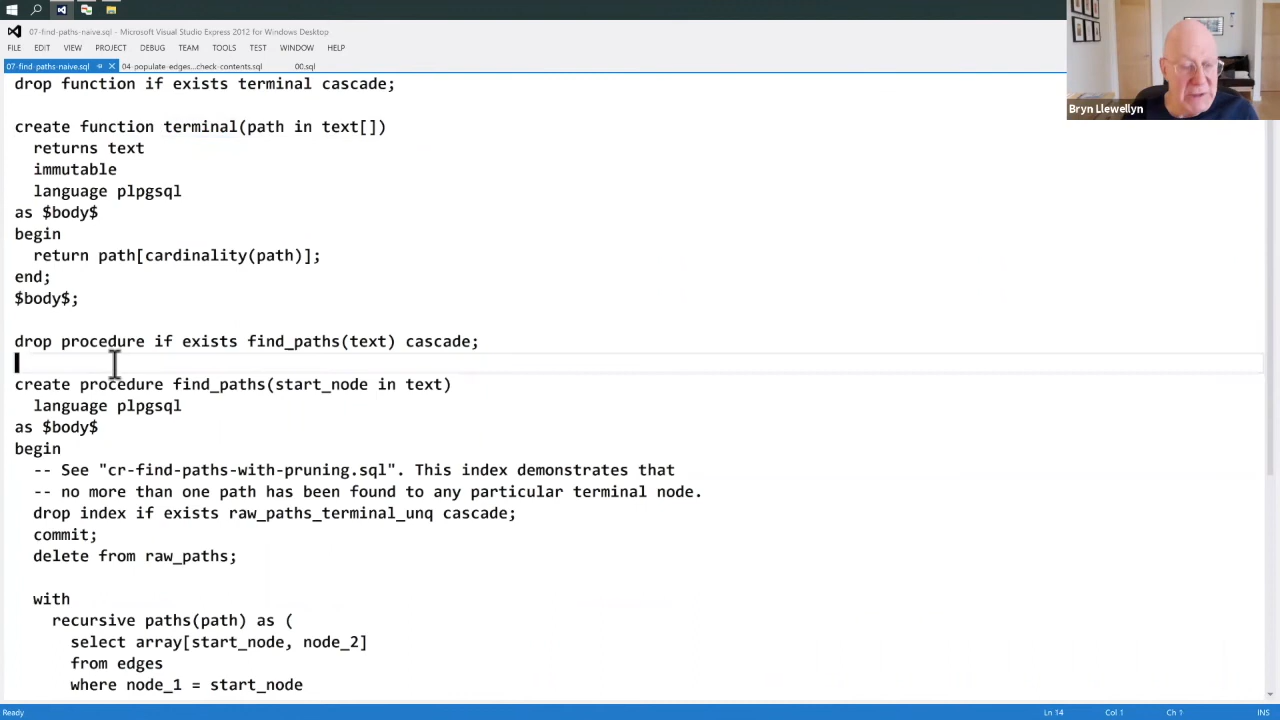 07-find-paths-naive.sql - Microsoft Visual Studio Express 2012 for Windows Desktop
FILE EDIT VIEW PROJECT DEBUG TEAM TOOLS TEST WINDOW HELP
07-find-paths-naive.sql 04-populate-edges...check-contents.sql 00.sql
drop function if exists terminal cascade;
create function terminal(path in text[])
returns text
immutable
language plpgsql
as $body$
begin
return path[cardinality(path)];
end;
$body$;
drop procedure if exists find_paths(text) cascade;
create procedure find_paths(start_node in text)
language plpgsql
as $body$
begin
-- See "cr-find-paths-with-pruning.sql". This index demonstrates that
-- no more than one path has been found to any particular terminal node.
drop index if exists raw_paths_terminal_unq cascade;
commit;
delete from raw_paths;
with
recursive paths(path) as (
select array[start_node, node_2]
from edges
where node_1 = start_node
Bryn Llewellyn
Ready Ln 14 Col 1 Ch 1 INS